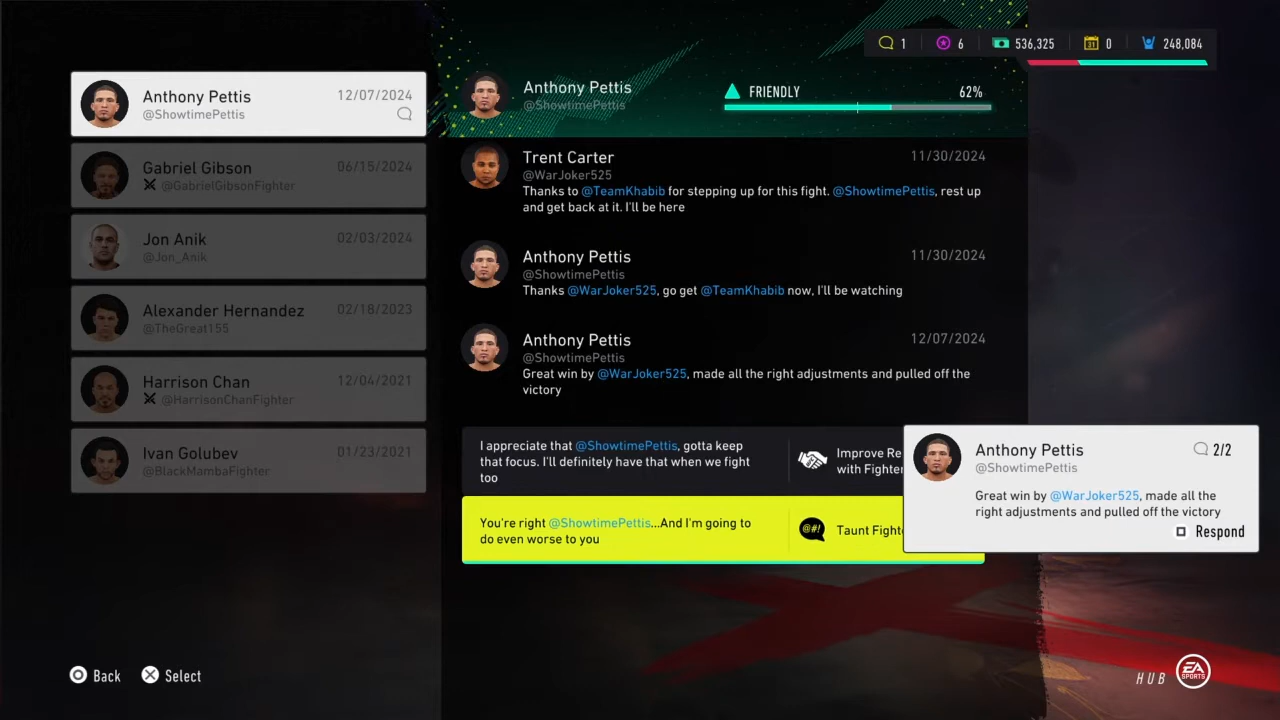 1
6
536,325
31
0
248,084
Anthony Pettis
12/07/2024
@ShowtimePettis
Gabriel Gibson
06/15/2024
@GabrielGibsonFighter
Jon Anik
02/03/2024
@Jon_Anik
Alexander Hernandez
02/18/2023
@TheGreat155
Harrison Chan
12/04/2021
@HarrisonChanFighter
Ivan Golubev
01/23/2021
@BlackMambaFighter
Anthony Pettis
@ShowtimePettis
FRIENDLY
62%
Trent Carter
11/30/2024
@WarJoker525
Thanks to @TeamKhabib for stepping up for this fight. @ShowtimePettis, rest up
and get back at it. I'll be here
Anthony Pettis
11/30/2024
@ShowtimePettis
Thanks @WarJoker525, go get @TeamKhabib now, I'll be watching
Anthony Pettis
12/07/2024
@ShowtimePettis
Great win by @WarJoker525, made all the right adjustments and pulled off the
victory
I appreciate that @ShowtimePettis, gotta keep
that focus. I'll definitely have that when we fight
too
Improve Re
with Fighter
You're right @ShowtimePettis...And I'm going to
do even worse to you
@#!
Taunt Fight
Anthony Pettis
2/2
@ShowtimePettis
Great win by @WarJoker525, made all the
right adjustments and pulled off the victory
Respond
Back
Select
HUB
EA
SPORTS